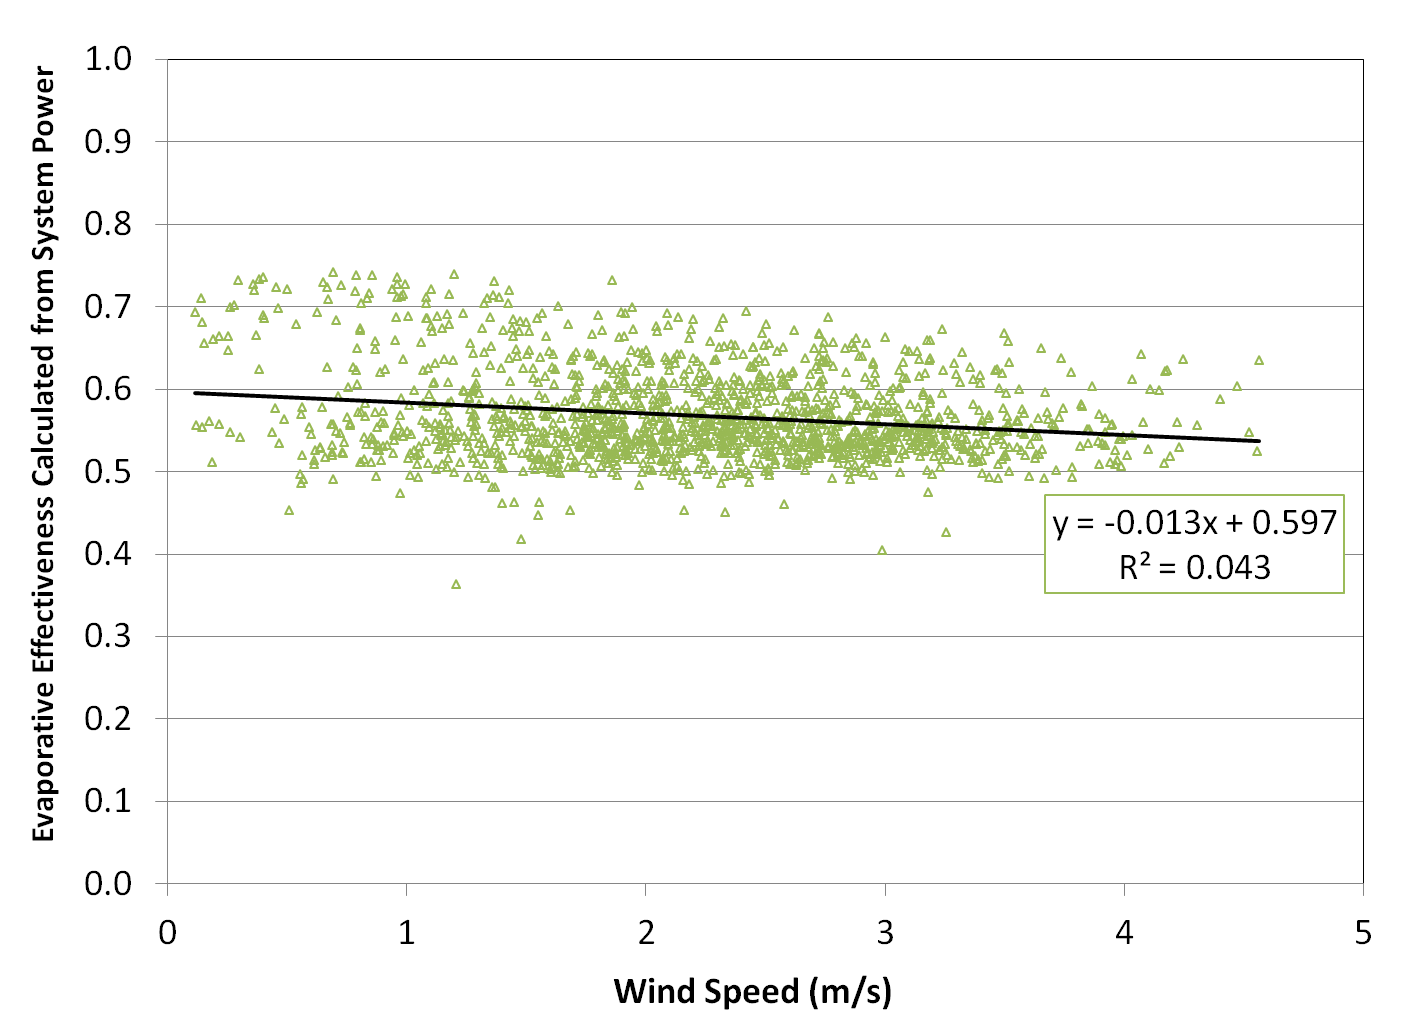 Evaporative Effectiveness Calculated from System Power
1.0
0.9
0.8
0.7
0.6
0.5
0.4
0.3
0.2
0.1
0.0
y = -0.013x + 0.597
R² = 0.043
0 1 2 3 4 5
Wind Speed (m/s)